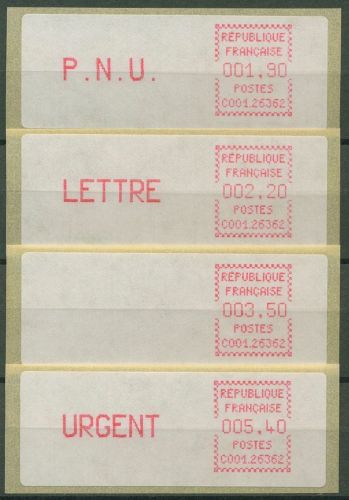 P.N.U.
RÉPUBLIQUE
FRANÇAISE
001,90
POSTES
C001.26362
LETTRE
RÉPUBLIQUE
FRANÇAISE
002,20
POSTES
C001.26362
RÉPUBLIQUE
FRANÇAISE
003,50
POSTES
C001.26362
URGENT
RÉPUBLIQUE
FRANÇAISE
005,40
POSTES
C001.26362